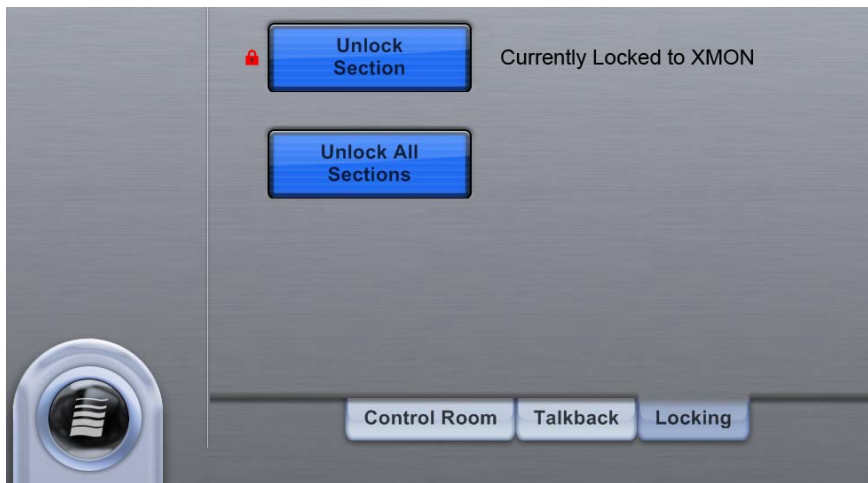 Unlock
Section
Currently Locked to XMON
Unlock All
Sections
Control Room
Talkback
Locking